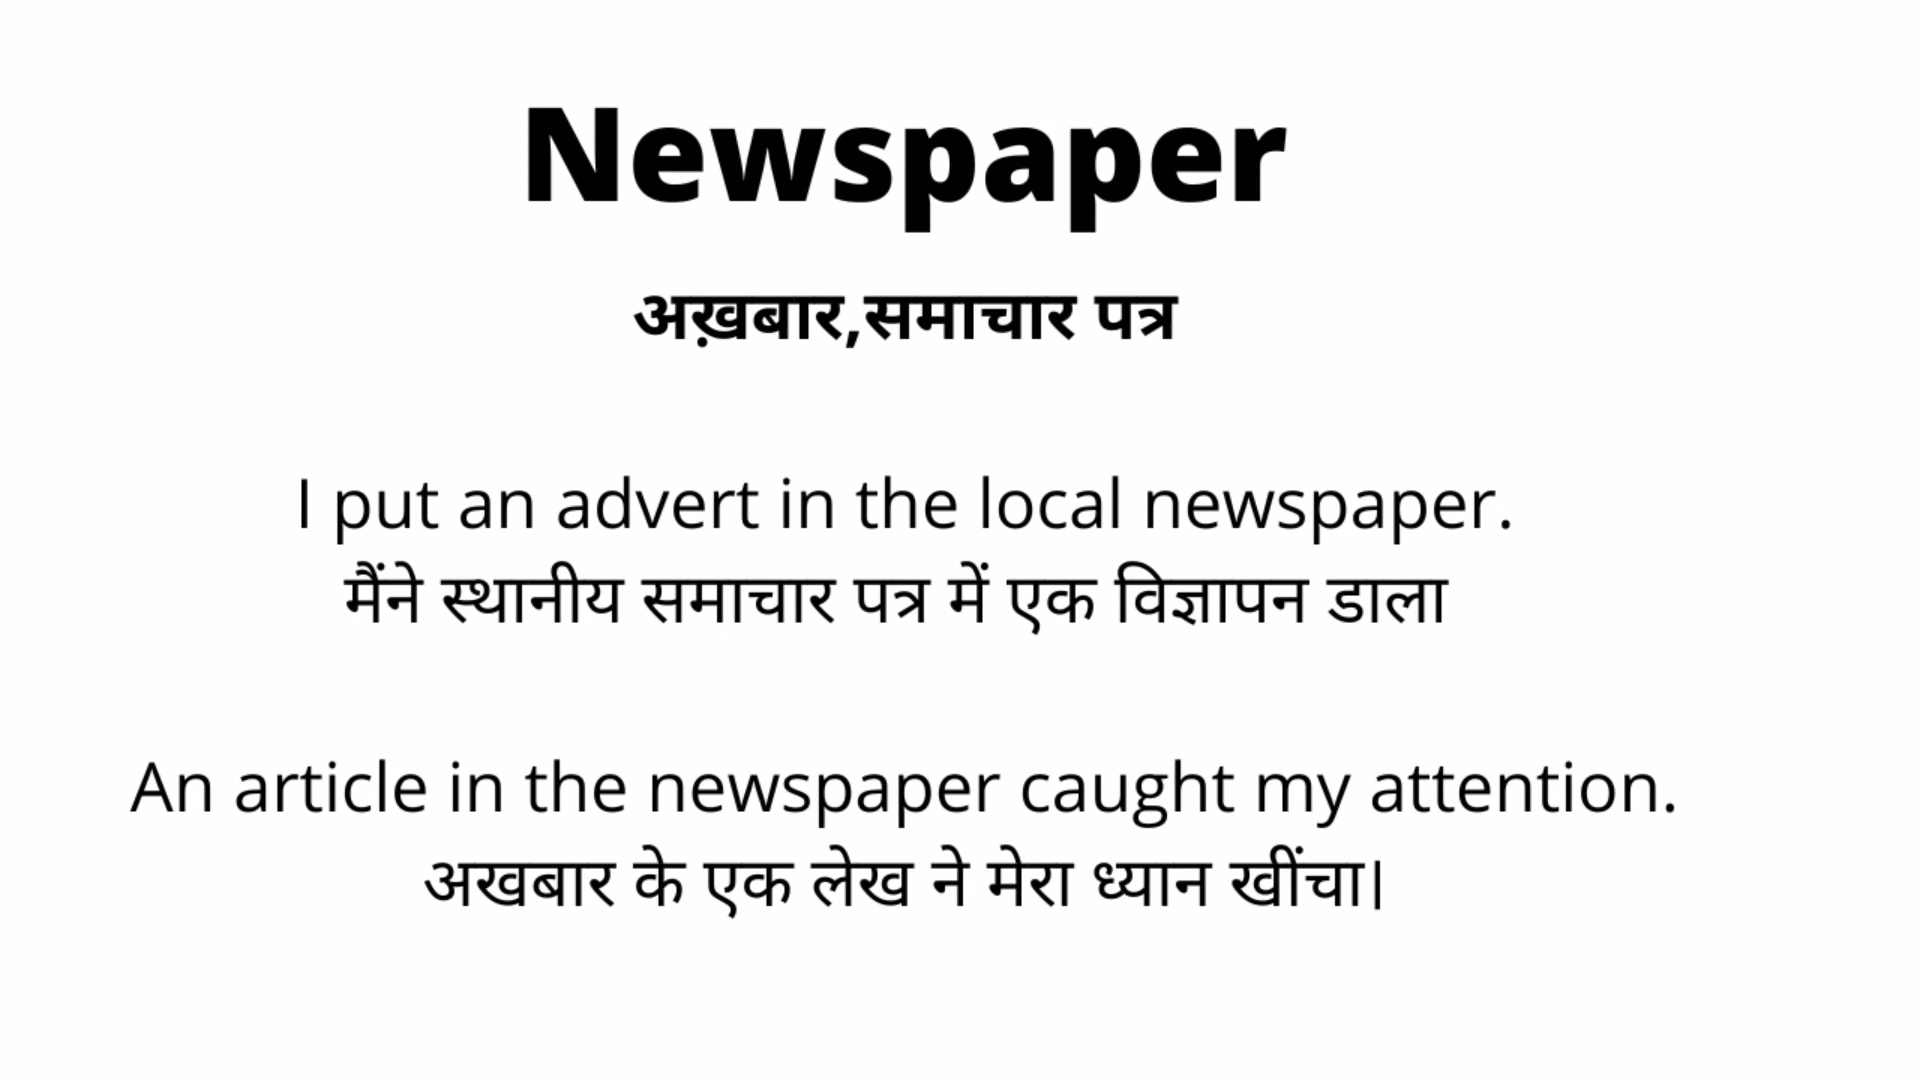 Newspaper
अख़बार,समाचार पत्र
I put an advert in the local newspaper.
मैंने स्थानीय समाचार पत्र में एक विज्ञापन डाला
An article in the newspaper caught my attention.
अखबार के एक लेख ने मेरा ध्यान खींचा।